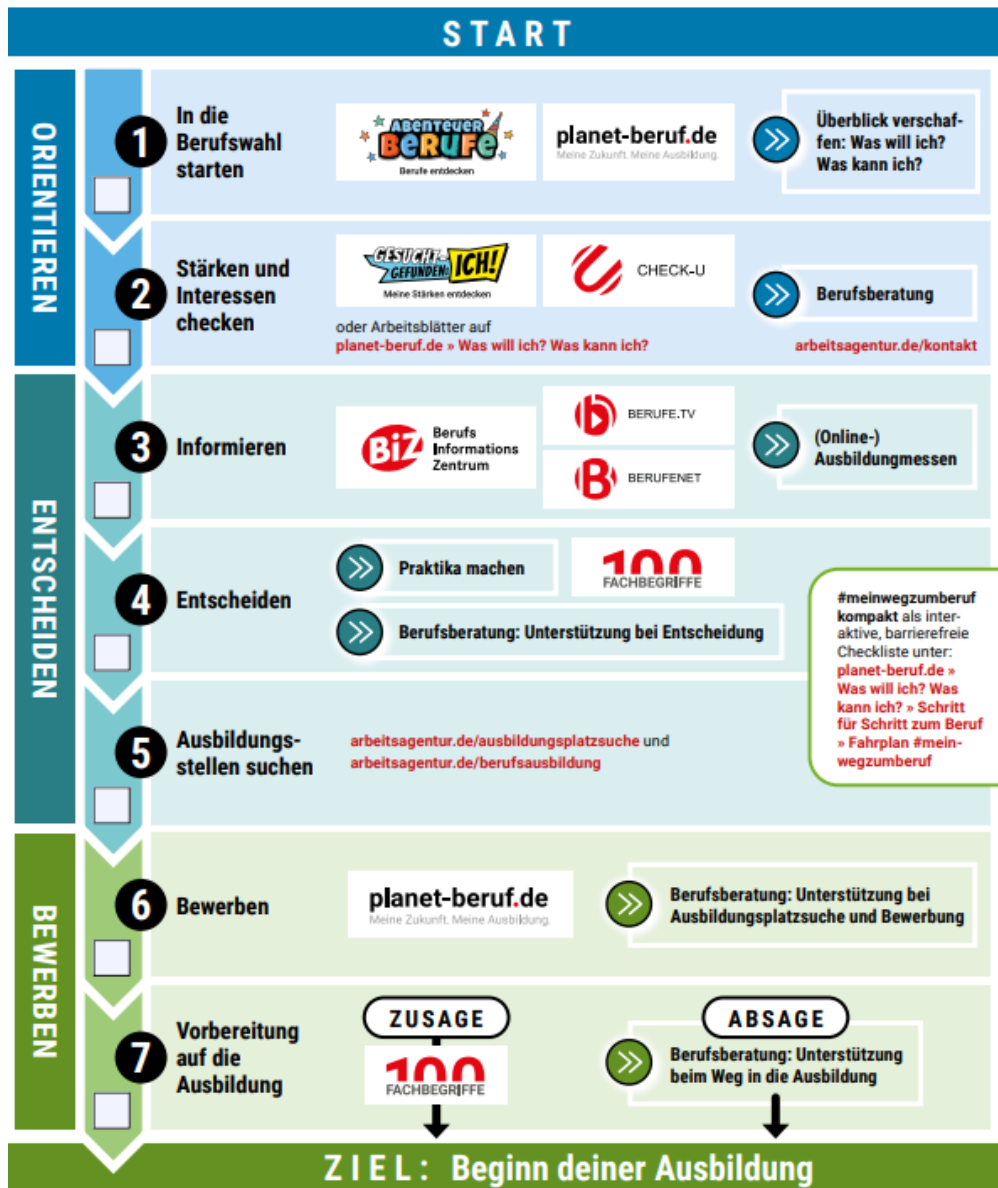 START
ORIENTIEREN
1
In die
Berufswahl
starten
ABENTEUER
BERUFE
Berufe entdecken
planet-beruf.de
Meine Zukunft. Meine Ausbildung.
Überblick verschaf-
fen: Was will ich?
Was kann ich?
2
Stärken und
Interessen
checken
GESUCHT-
GEFUNDEN: ICH!
Meine Stärken entdecken
CHECK-U
Berufsberatung
oder Arbeitsblätter auf
planet-beruf.de » Was will ich? Was kann ich?
arbeitsagentur.de/kontakt
ENTSCHEIDEN
3
Informieren
BiZ
Berufs
Informations
Zentrum
BERUFE.TV
BERUFENET
(Online-)
Ausbildungmessen
4
Entscheiden
Praktika machen
100
FACHBEGRIFFE
Berufsberatung: Unterstützung bei Entscheidung
#meinwegzumberuf
kompakt als inter-
aktive, barrierefreie
Checkliste unter:
planet-beruf.de »
Was will ich? Was
kann ich? » Schritt
für Schritt zum Beruf
» Fahrplan #mein-
wegzumberuf
5
Ausbildungs-
stellen suchen
arbeitsagentur.de/ausbildungsplatzsuche und
arbeitsagentur.de/berufsausbildung
BEWERBEN
6
Bewerben
planet-beruf.de
Meine Zukunft. Meine Ausbildung.
Berufsberatung: Unterstützung bei
Ausbildungsplatzsuche und Bewerbung
7
Vorbereitung
auf die
Ausbildung
ZUSAGE
100
FACHBEGRIFFE
ABSAGE
Berufsberatung: Unterstützung
beim Weg in die Ausbildung
ZIEL: Beginn deiner Ausbildung